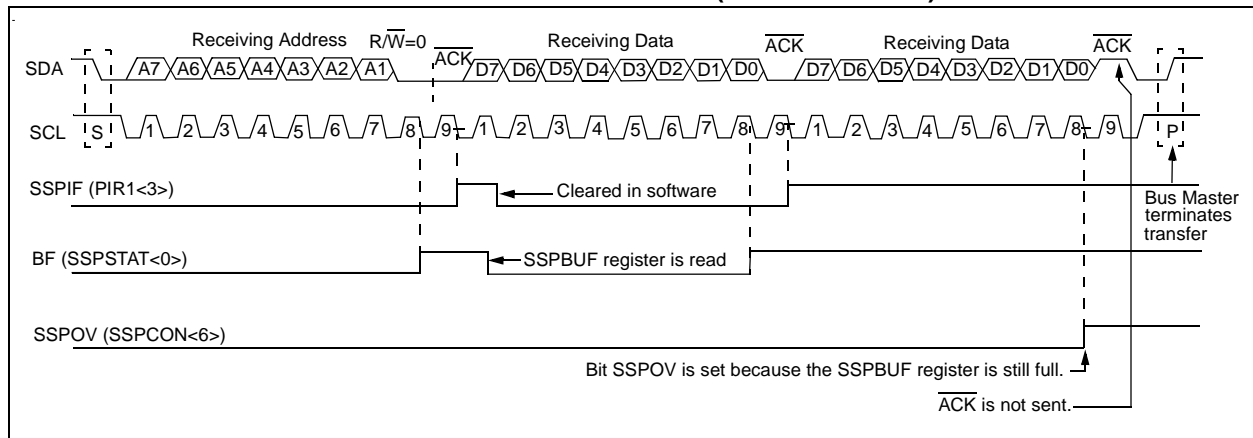 Receiving Address R/W=0 ACK Receiving Data ACK Receiving Data ACK
SDA A7 A6 A5 A4 A3 A2 A1 D7 D6 D5 D4 D3 D2 D1 D0 D7 D6 D5 D4 D3 D2 D1 D0
SCL S 1 2 3 4 5 6 7 8 9 1 2 3 4 5 6 7 8 9 1 2 3 4 5 6 7 8 9 P
SSPIF (PIR1<3>) Cleared in software
Bus Master
terminates
transfer
BF (SSPSTAT<0>) SSPBUF register is read
SSPOV (SSPCON<6>)
Bit SSPOV is set because the SSPBUF register is still full.
ACK is not sent.